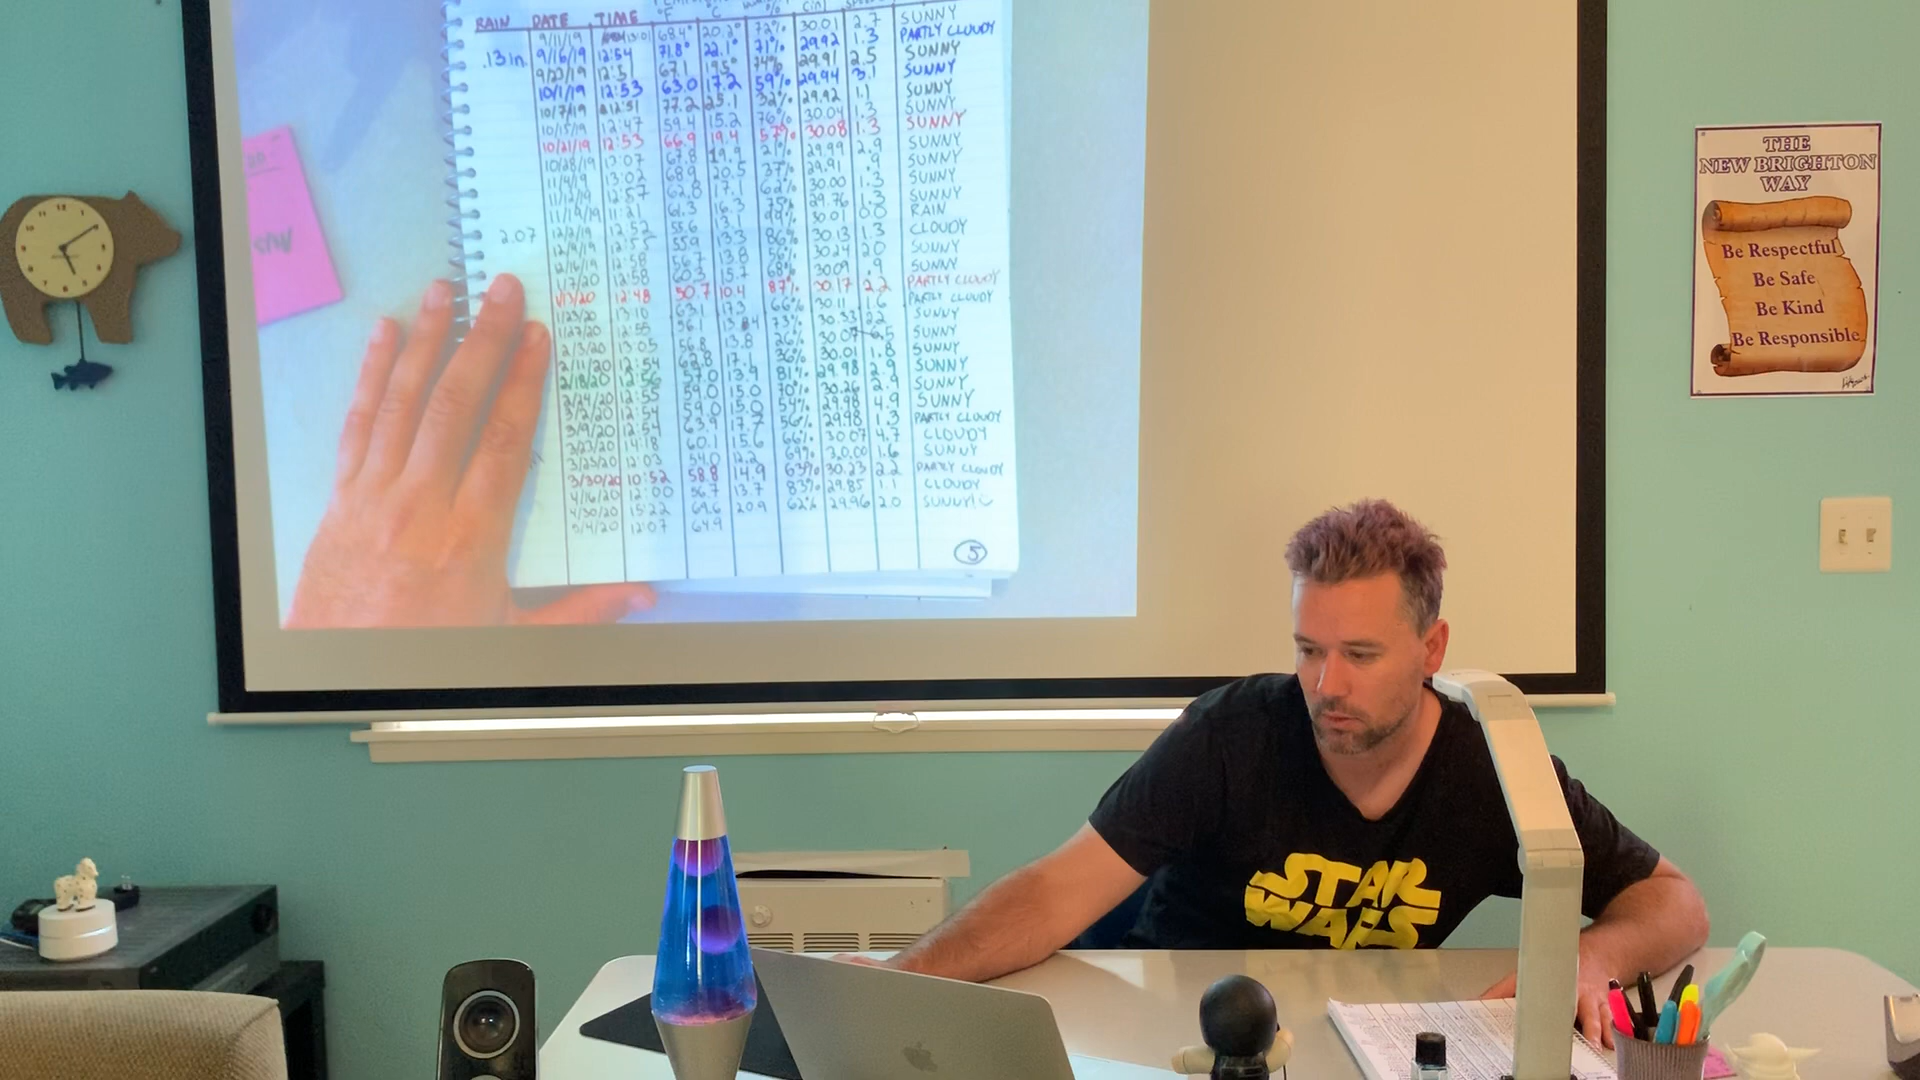 RAIN DATE TIME °F C % (in)
9/11/19 13:01 68.4° 20.2° 72% 30.01 2.7 SUNNY
.13in 9/16/19 12:54 71.8° 22.1° 71% 29.92 1.3 PARTLY CLOUDY
9/23/19 12:51 67.1 19.5° 74% 29.91 2.5 SUNNY
10/1/19 12:53 63.0 17.2 59% 29.94 3.1 SUNNY
10/7/19 12:51 77.2 25.1 32% 29.92 1.1 SUNNY
10/15/19 12:47 59.4 15.2 76% 30.04 1.3 SUNNY
10/21/19 12:53 66.9 19.4 57% 30.08 1.3 SUNNY
10/28/19 13:07 67.8 19.9 21% 29.99 2.9 SUNNY
11/4/19 13:02 68.9 20.5 37% 29.91 .9 SUNNY
11/12/19 12:57 62.8 17.1 62% 30.00 1.3 SUNNY
11/19/19 11:21 61.3 16.3 75% 29.76 1.3 SUNNY
2.07 12/2/19 12:52 55.6 13.1 99% 30.01 0.0 RAIN
12/9/19 12:55 55.9 13.3 86% 30.13 1.3 CLOUDY
12/16/19 12:58 56.7 13.8 56% 30.24 2.0 SUNNY
1/7/20 12:58 60.3 15.7 68% 30.09 .9 SUNNY
1/13/20 12:48 50.7 10.4 87% 30.17 2.2 PARTLY CLOUDY
1/23/20 13:10 63.1 17.3 66% 30.11 1.6 PARTLY CLOUDY
1/27/20 12:55 56.1 13.4 73% 30.33 2.2 SUNNY
2/3/20 13:05 56.8 13.8 26% 30.07 6.5 SUNNY
2/11/20 12:54 62.8 17.1 36% 30.01 1.8 SUNNY
2/18/20 12:56 57.0 13.9 81% 29.98 2.9 SUNNY
2/24/20 12:55 59.0 15.0 70% 30.26 2.9 SUNNY
3/2/20 12:54 59.0 15.0 54% 29.98 4.9 SUNNY
3/9/20 12:54 63.9 17.7 56% 29.98 1.3 PARTLY CLOUDY
3/23/20 14:18 60.1 15.6 66% 30.07 4.7 CLOUDY
3/25/20 12:03 54.0 12.2 69% 30.00 1.6 SUNNY
3/30/20 10:52 58.8 14.9 63% 30.23 2.2 PARTLY CLOUDY
4/16/20 12:00 56.7 13.7 83% 29.85 1.1 CLOUDY
4/30/20 15:22 69.6 20.9 62% 29.96 2.0 SUNNY!
5/4/20 12:07 64.9
5
THE
NEW BRIGHTON
WAY
Be Respectful
Be Safe
Be Kind
Be Responsible
STAR
WARS